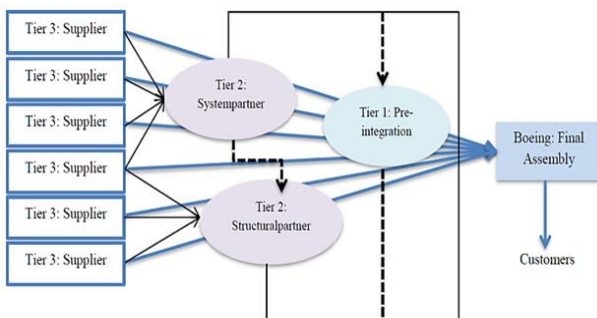 Tier 3: Supplier
Tier 3: Supplier
Tier 3: Supplier
Tier 3: Supplier
Tier 3: Supplier
Tier 3: Supplier
Tier 2:
Systempartner
Tier 2:
Structuralpartner
Tier 1: Pre-
integration
Boeing: Final
Assembly
Customers